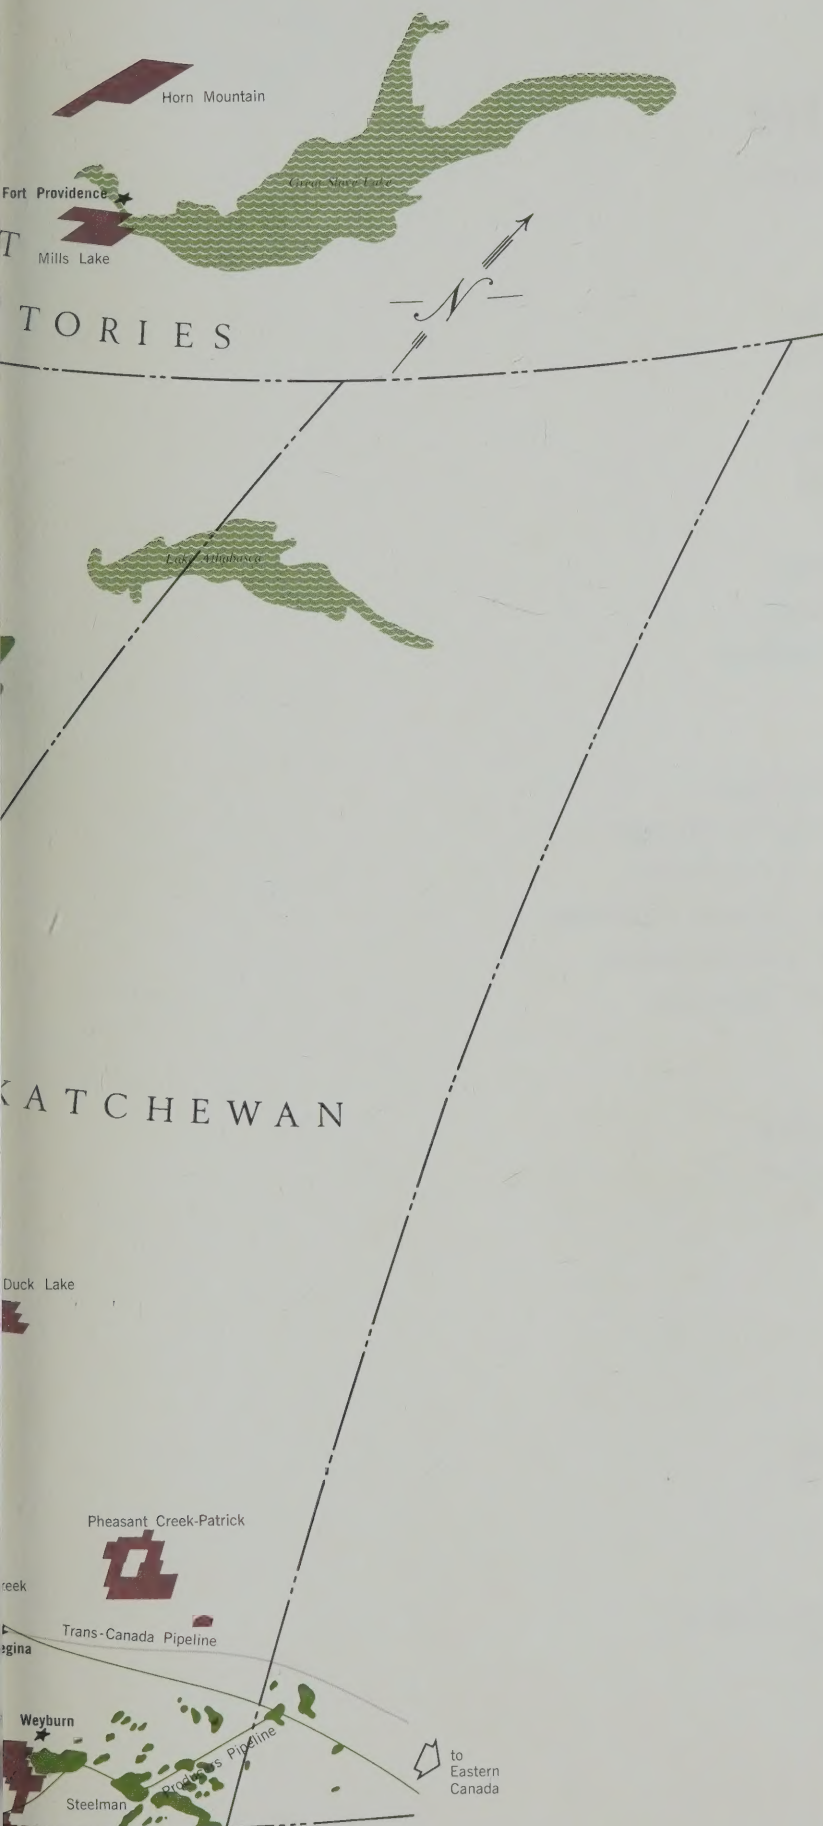 Horn Mountain
Great Slave Lake
Fort Providence
T
Mills Lake
N
TORIES
Lake Athabasca
KATCHEWAN
Duck Lake
Pheasant Creek-Patrick
reek
Trans-Canada Pipeline
egina
Weyburn
Producers Pipeline
to
Eastern
Canada
Steelman